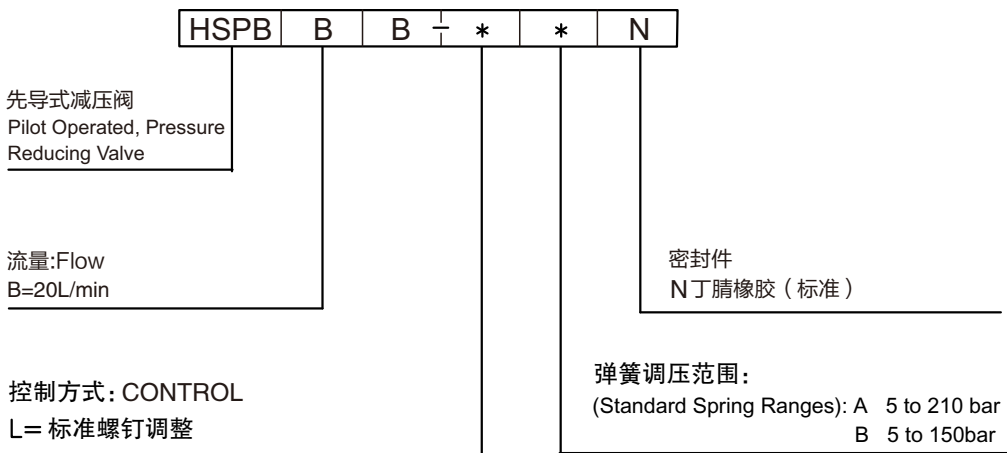 HSPB B B - * * N
先导式减压阀
Pilot Operated, Pressure
Reducing Valve
流量:Flow
B=20L/min
密封件
N丁腈橡胶（标准）
控制方式: CONTROL
L=标准螺钉调整
弹簧调压范围:
(Standard Spring Ranges): A 5 to 210 bar
B 5 to 150bar